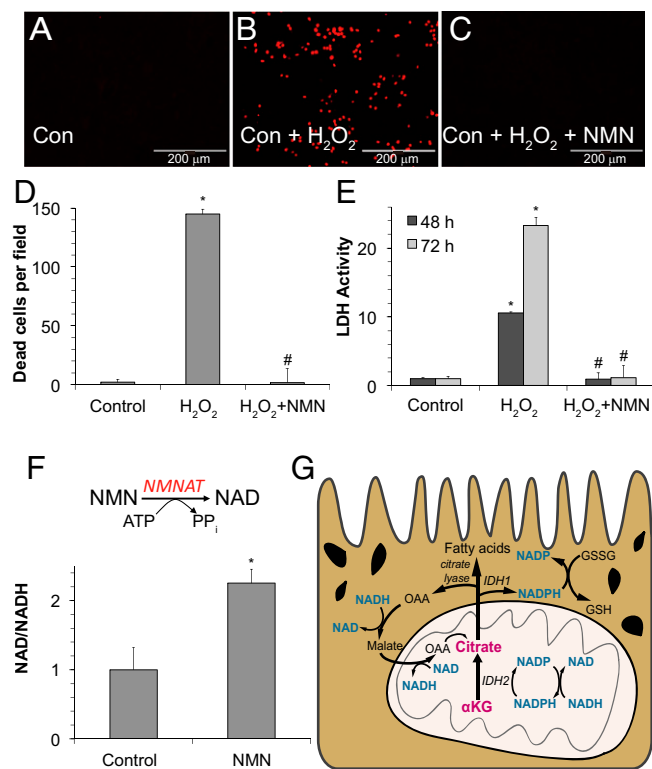 A
Con
200 µm
B
Con + H₂O₂
200 µm
C
Con + H₂O₂ + NMN
200 µm
D
Dead cells per field
150
100
50
0
*
#
Control
H₂O₂
H₂O₂+NMN
E
LDH Activity
48 h
72 h
20
10
0
*
*
#
#
Control
H₂O₂
H₂O₂+NMN
F
NMNAT
NMN
NAD
ATP
PPᵢ
NAD/NADH
2
1
0
*
Control
NMN
G
Fatty acids
citrate
lyase
IDH1
NADP
GSSG
NADPH
GSH
OAA
NADH
NAD
Malate
OAA
Citrate
NAD
NADH
IDH2
αKG
NADP
NAD
NADPH
NADH